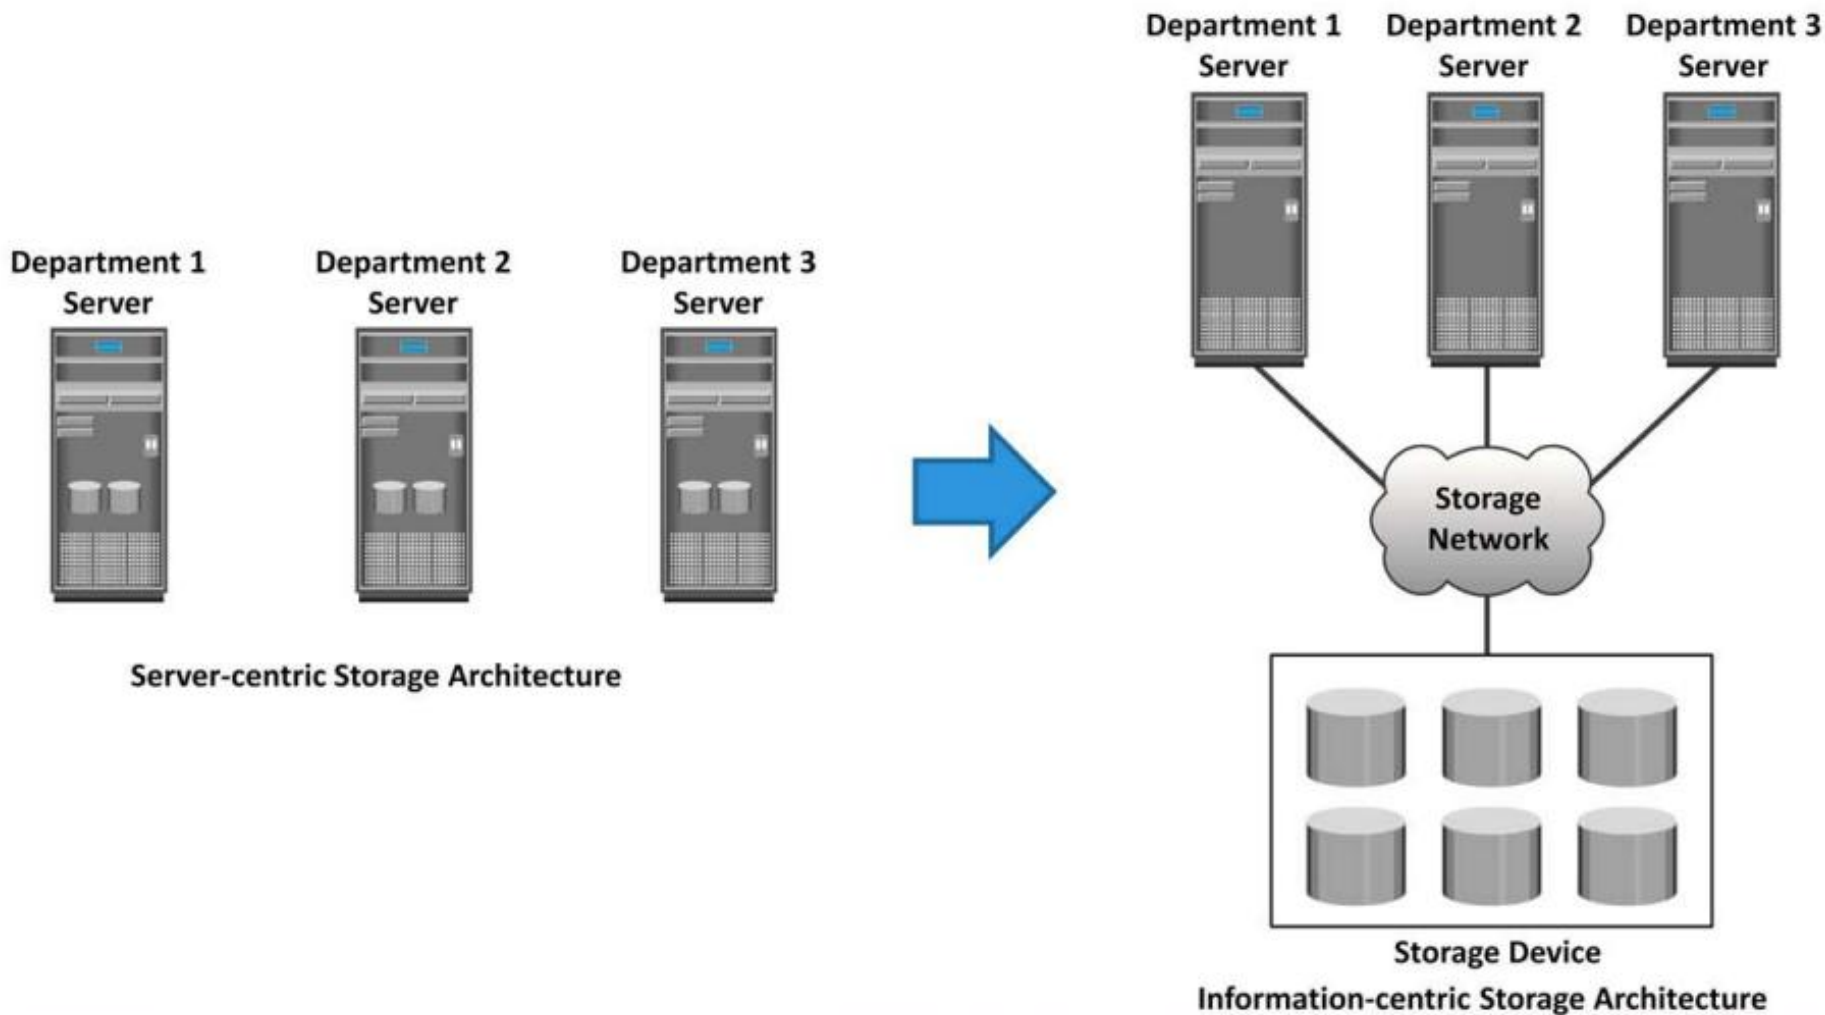 Department 1
Server
Department 2
Server
Department 3
Server
Server-centric Storage Architecture
Department 1
Server
Department 2
Server
Department 3
Server
Storage
Network
Storage Device
Information-centric Storage Architecture